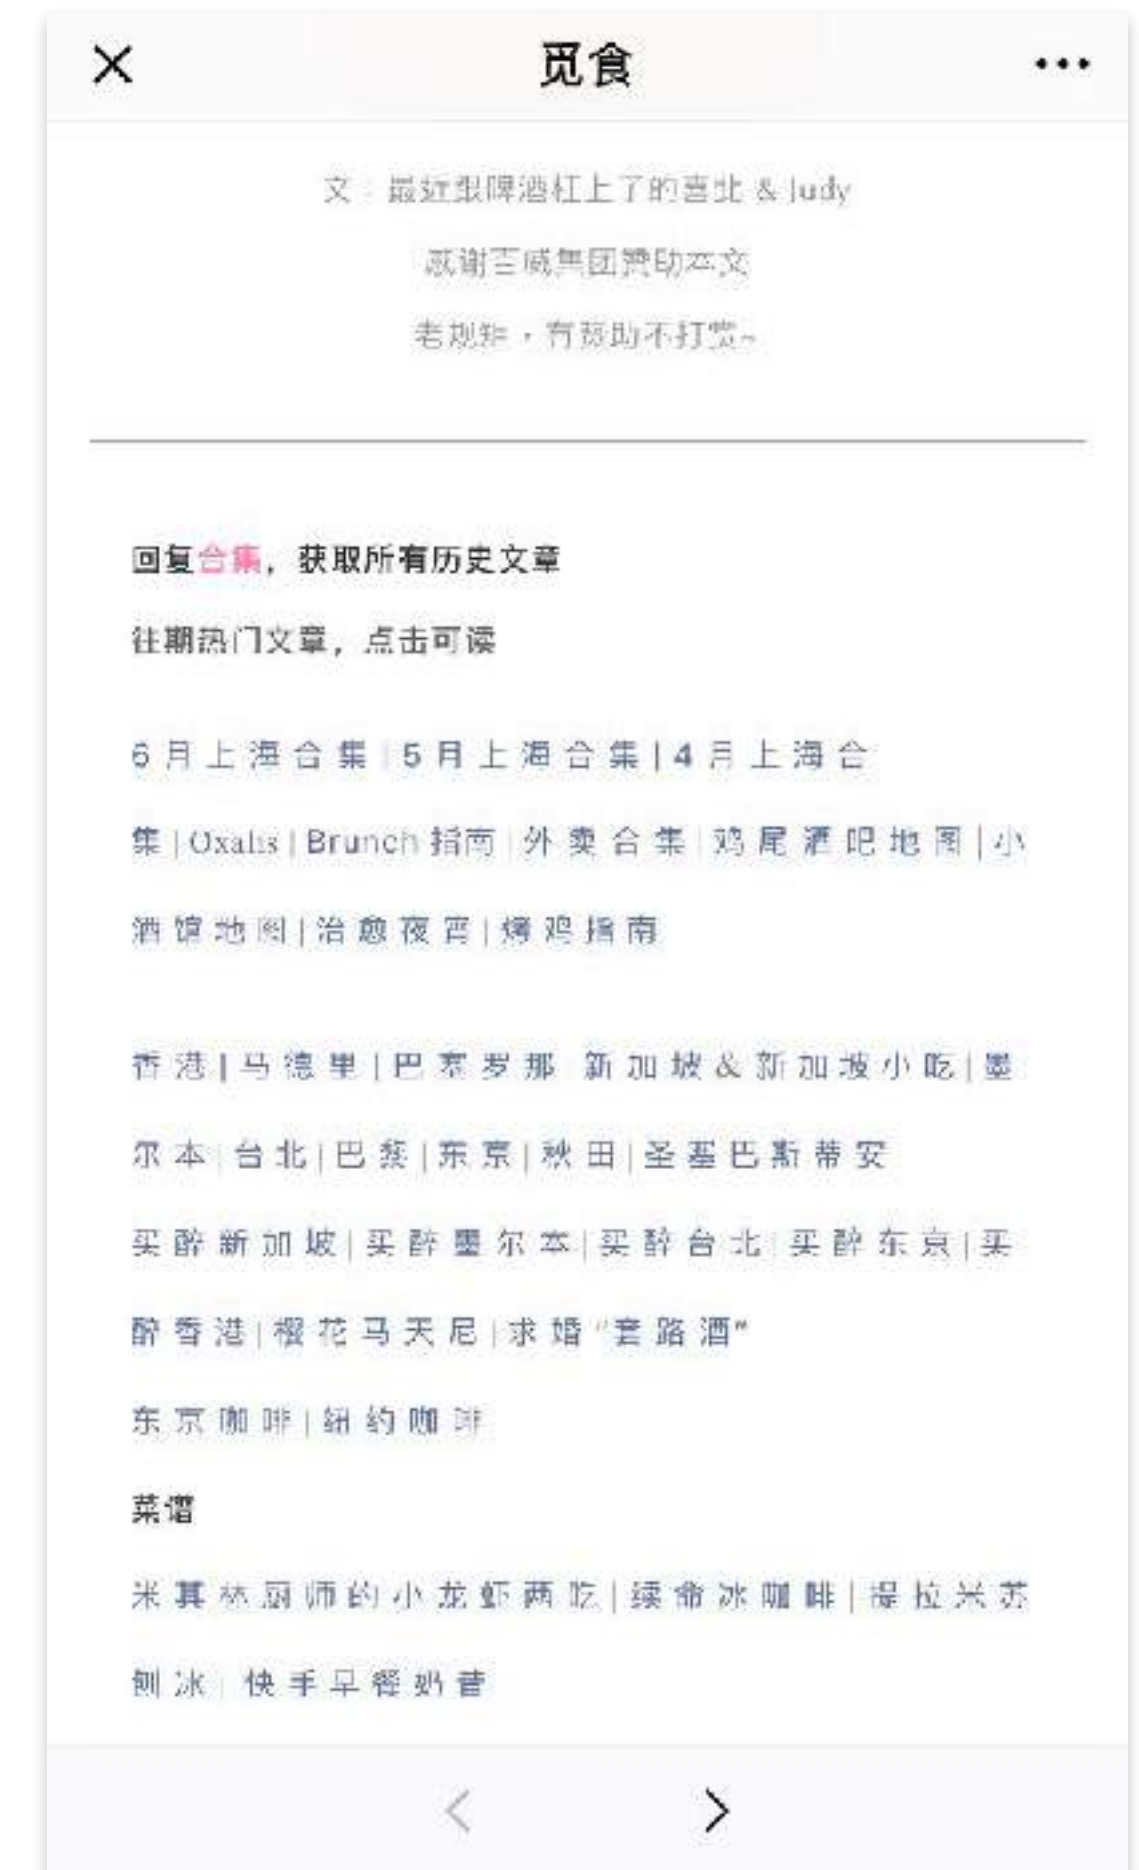 觅食
文：最近跟啤酒杠上了的喜北 & Judy
感谢百威集团赞助本文
老规矩，有赞助不打赏~
回复合集，获取所有历史文章
往期热门文章，点击可读
6月上海合集|5月上海合集|4月上海合
集|Oxalis|Brunch指南|外卖合集|鸡尾酒吧地图|小
酒馆地图|治愈夜宵|烤鸡指南
香港|马德里|巴塞罗那 新加坡&新加坡小吃|墨
尔本|台北|巴黎|东京|秋田|圣塞巴斯蒂安
买醉新加坡|买醉墨尔本|买醉台北|买醉东京|买
醉香港|樱花马天尼|求婚“套路酒”
东京咖啡|纽约咖啡
菜谱
米其林厨师的小龙虾两吃|续命冰咖啡|提拉米苏
刨冰|快手早餐奶昔